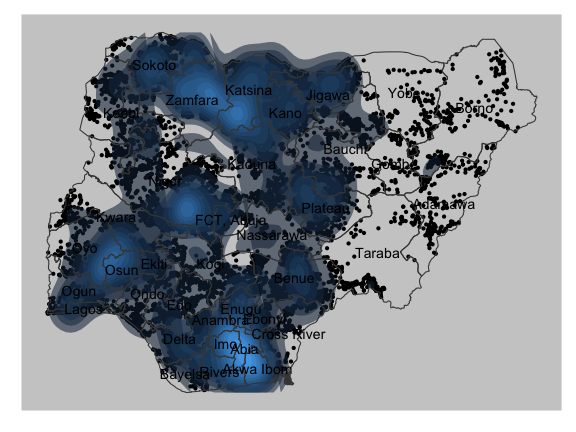 Sokoto
Katsina
Zamfara
Jigawa
Yobe
Kebbi
Kano
Borno
Bauchi
Kaduna
Gombe
Niger
Adamawa
Kwara
FCT, Abuja
Plateau
Nassarawa
Oyo
Taraba
Osun
Ekiti
Kogi
Benue
Ogun
Ondo
Lagos
Edo
Enugu
Anambra
Ebonyi
Cross River
Delta
Imo
Abia
Bayelsa
Rivers
Akwa Ibom